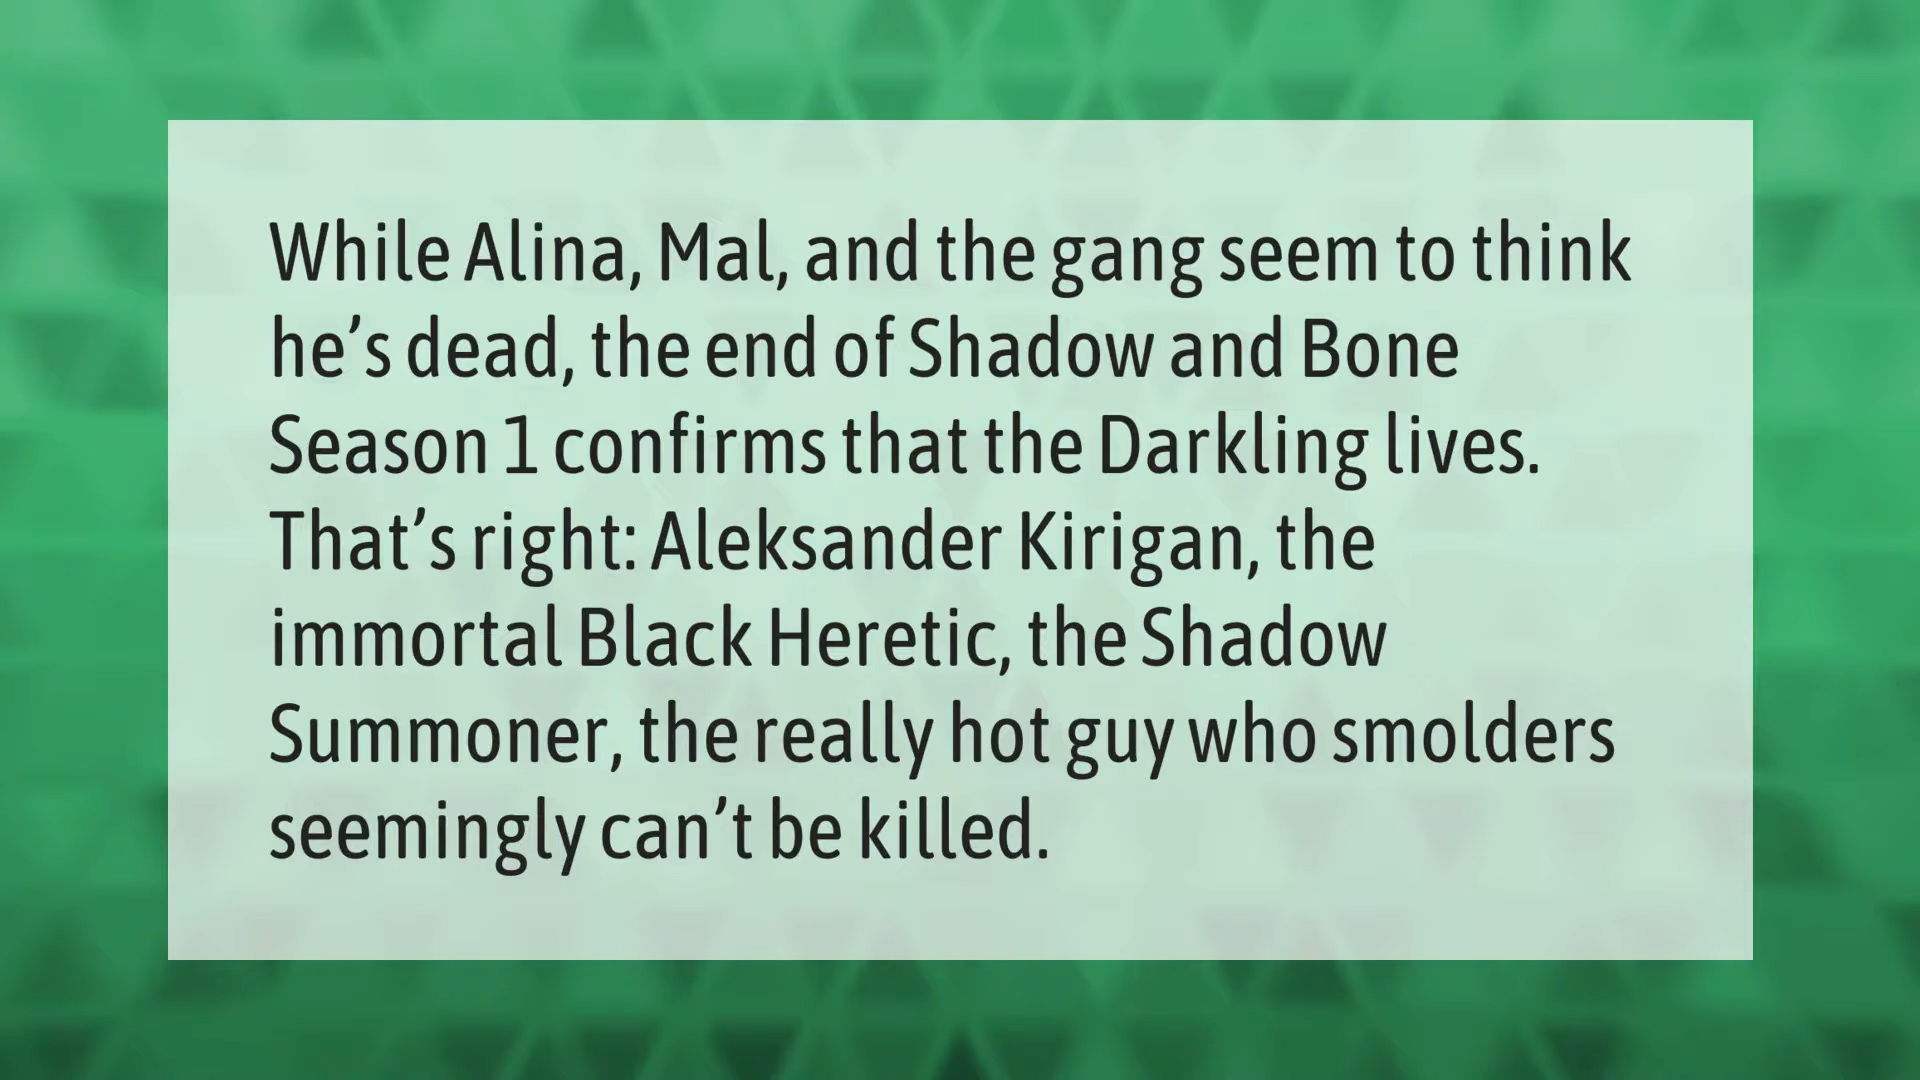 While Alina, Mal, and the gang seem to think
he’s dead, the end of Shadow and Bone
Season 1 confirms that the Darkling lives.
That’s right: Aleksander Kirigan, the
immortal Black Heretic, the Shadow
Summoner, the really hot guy who smolders
seemingly can’t be killed.